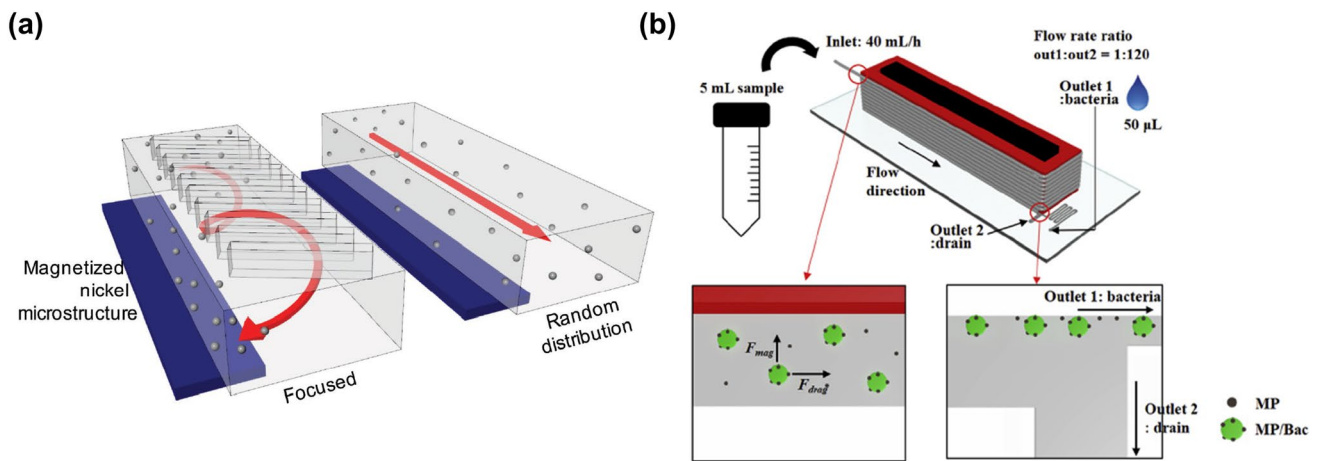 (a)
Magnetized
nickel
microstructure
Focused
Random
distribution
(b)
Inlet: 40 mL/h
5 mL sample
Flow rate ratio
out1:out2 = 1:120
Outlet 1
:bacteria
50 µL
Flow
direction
Outlet 2
:drain
Fmag
Fdrag
Outlet 1: bacteria
Outlet 2
: drain
MP
MP/Bac